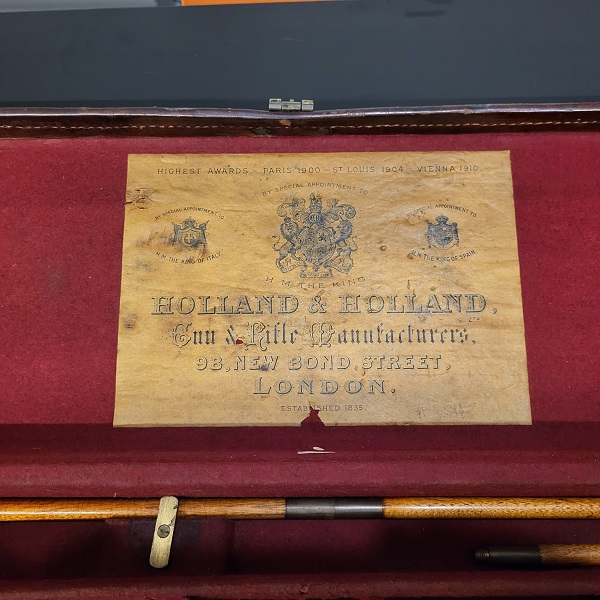 HIGHEST AWARDS - PARIS 1900 - ST LOUIS 1904 - VIENNA 1910.
BY SPECIAL APPOINTMENT TO
H.M. THE KING
BY SPECIAL APPOINTMENT TO
H.M. THE KING OF ITALY.
BY SPECIAL APPOINTMENT TO
H.M. THE KING OF SPAIN.
HOLLAND & HOLLAND,
Gun & Rifle Manufacturers,
98, NEW BOND STREET,
LONDON.
ESTABLISHED 1835.